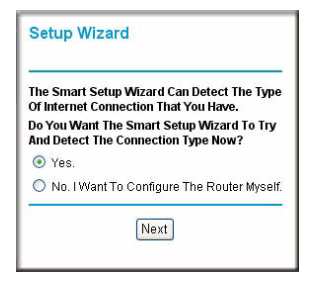 Setup Wizard
The Smart Setup Wizard Can Detect The Type
Of Internet Connection That You Have.
Do You Want The Smart Setup Wizard To Try
And Detect The Connection Type Now?
Yes.
No. I Want To Configure The Router Myself.
Next